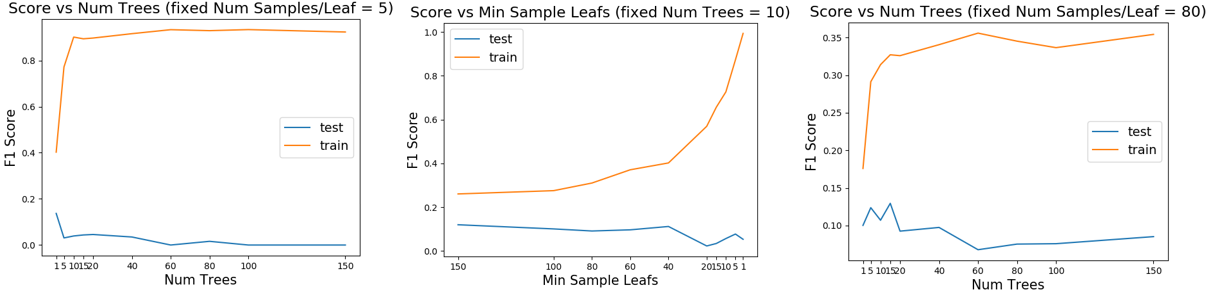 Score vs Num Trees (fixed Num Samples/Leaf = 5)
F1 Score
0.8
0.6
0.4
0.2
0.0
test
train
1 5 10 15 20 40 60 80 100 150
Num Trees
Score vs Min Sample Leafs (fixed Num Trees = 10)
F1 Score
1.0
0.8
0.6
0.4
0.2
0.0
test
train
150 100 80 60 40 20 15 10 5 1
Min Sample Leafs
Score vs Num Trees (fixed Num Samples/Leaf = 80)
F1 Score
0.35
0.30
0.25
0.20
0.15
0.10
test
train
1 5 10 15 20 40 60 80 100 150
Num Trees